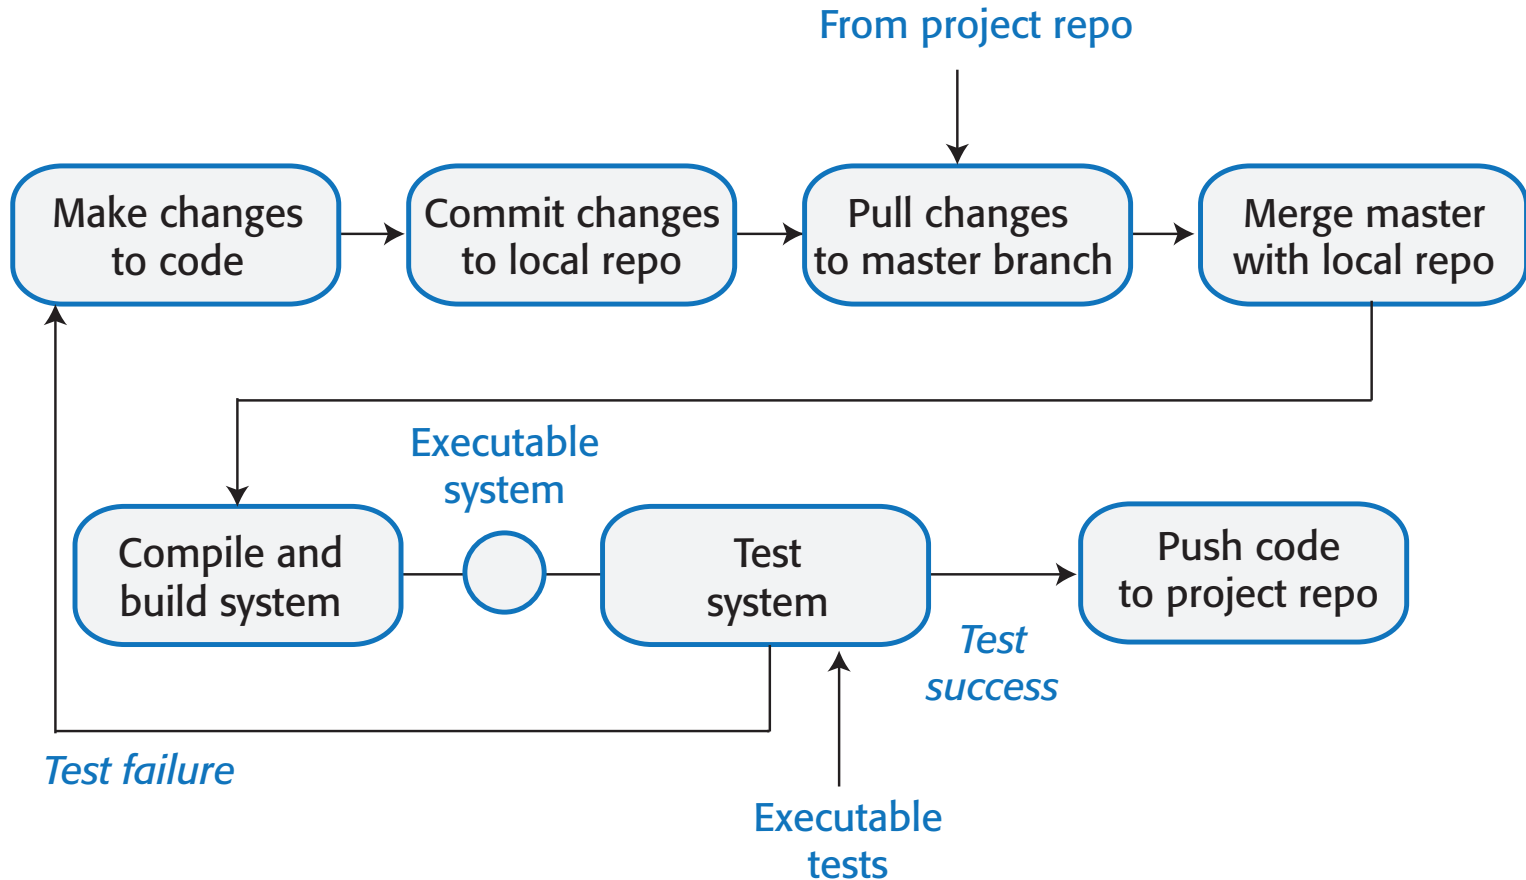 From project repo
Make changes
to code
Commit changes
to local repo
Pull changes
to master branch
Merge master
with local repo
Executable
system
Compile and
build system
Test
system
Push code
to project repo
Test
success
Test failure
Executable
tests